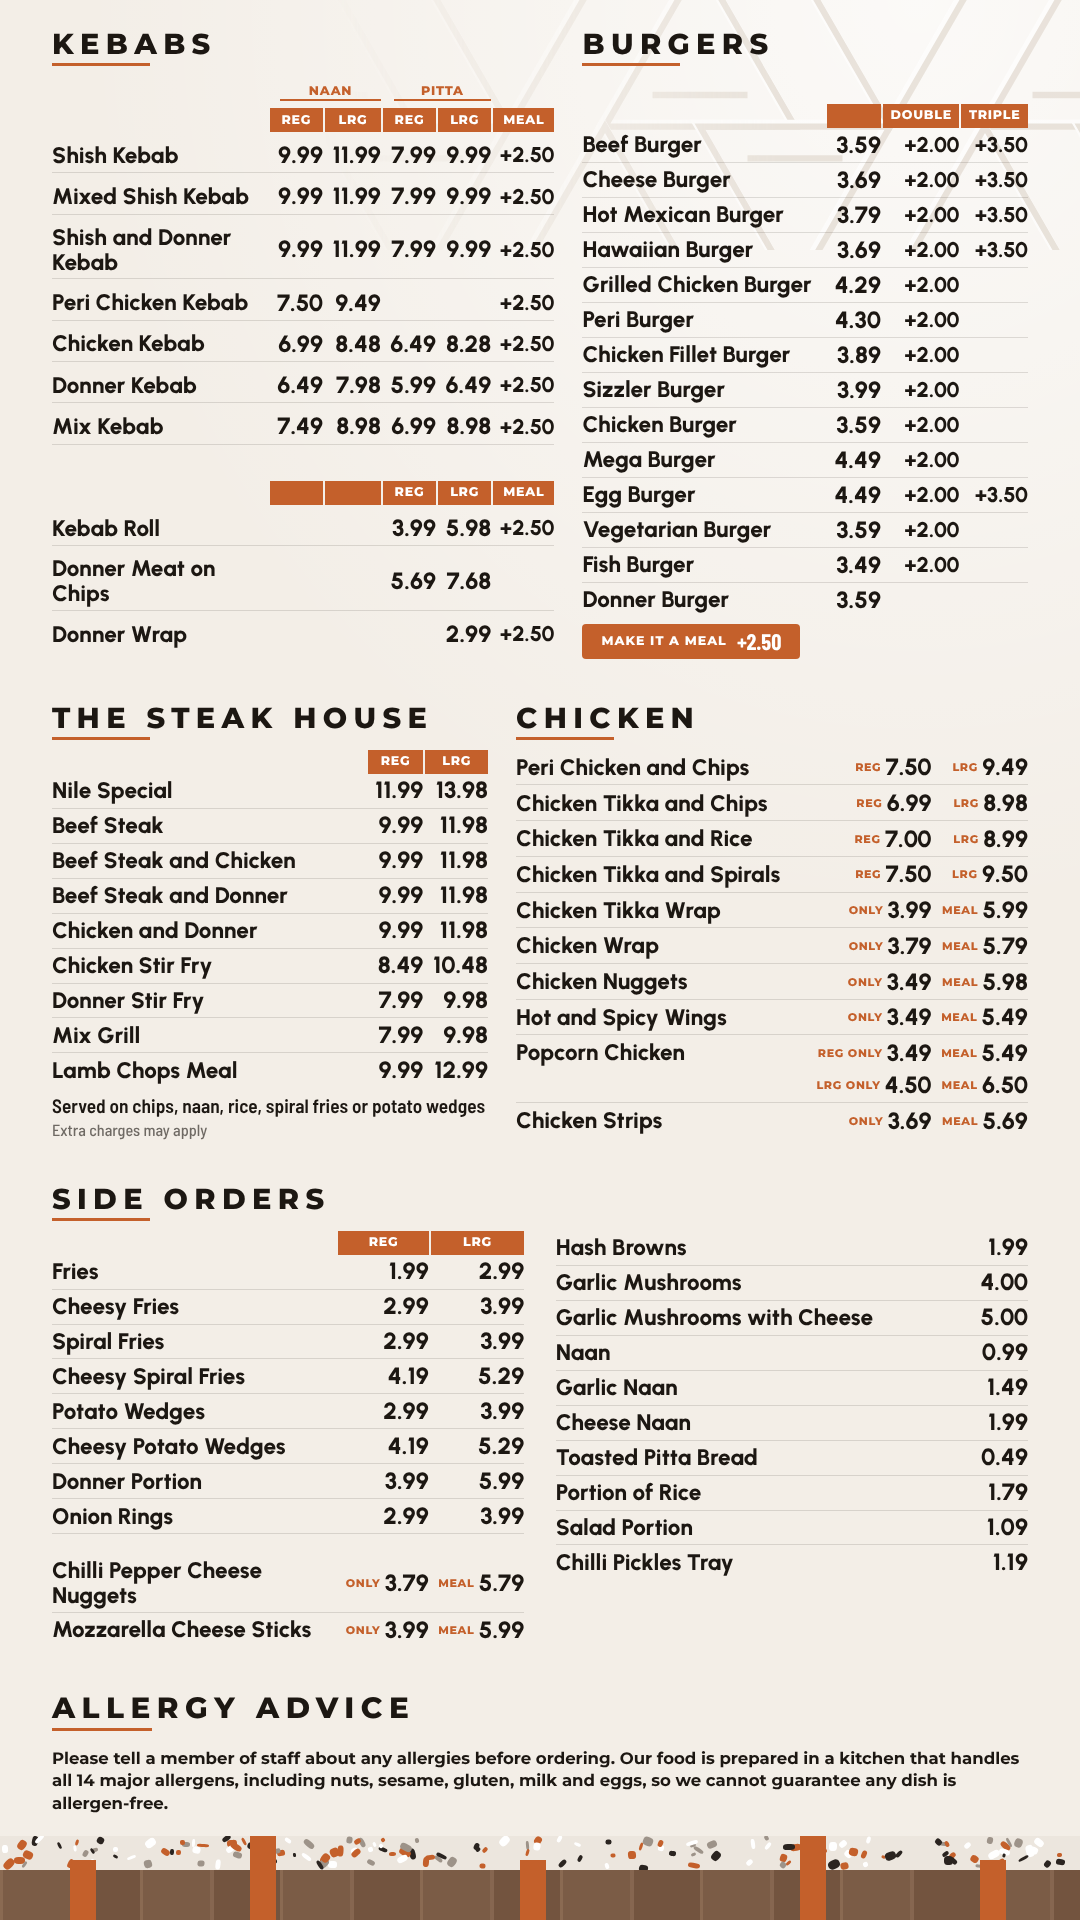 KEBABS
NAAN PITTA
REG LRG REG LRG MEAL
Shish Kebab 9.99 11.99 7.99 9.99 +2.50
Mixed Shish Kebab 9.99 11.99 7.99 9.99 +2.50
Shish and Donner
Kebab 9.99 11.99 7.99 9.99 +2.50
Peri Chicken Kebab 7.50 9.49 +2.50
Chicken Kebab 6.99 8.48 6.49 8.28 +2.50
Donner Kebab 6.49 7.98 5.99 6.49 +2.50
Mix Kebab 7.49 8.98 6.99 8.98 +2.50
REG LRG MEAL
Kebab Roll 3.99 5.98 +2.50
Donner Meat on
Chips 5.69 7.68
Donner Wrap 2.99 +2.50
BURGERS
DOUBLE TRIPLE
Beef Burger 3.59 +2.00 +3.50
Cheese Burger 3.69 +2.00 +3.50
Hot Mexican Burger 3.79 +2.00 +3.50
Hawaiian Burger 3.69 +2.00 +3.50
Grilled Chicken Burger 4.29 +2.00
Peri Burger 4.30 +2.00
Chicken Fillet Burger 3.89 +2.00
Sizzler Burger 3.99 +2.00
Chicken Burger 3.59 +2.00
Mega Burger 4.49 +2.00
Egg Burger 4.49 +2.00 +3.50
Vegetarian Burger 3.59 +2.00
Fish Burger 3.49 +2.00
Donner Burger 3.59
MAKE IT A MEAL +2.50
THE STEAK HOUSE
REG LRG
Nile Special 11.99 13.98
Beef Steak 9.99 11.98
Beef Steak and Chicken 9.99 11.98
Beef Steak and Donner 9.99 11.98
Chicken and Donner 9.99 11.98
Chicken Stir Fry 8.49 10.48
Donner Stir Fry 7.99 9.98
Mix Grill 7.99 9.98
Lamb Chops Meal 9.99 12.99
Served on chips, naan, rice, spiral fries or potato wedges
Extra charges may apply
CHICKEN
Peri Chicken and Chips REG 7.50 LRG 9.49
Chicken Tikka and Chips REG 6.99 LRG 8.98
Chicken Tikka and Rice REG 7.00 LRG 8.99
Chicken Tikka and Spirals REG 7.50 LRG 9.50
Chicken Tikka Wrap ONLY 3.99 MEAL 5.99
Chicken Wrap ONLY 3.79 MEAL 5.79
Chicken Nuggets ONLY 3.49 MEAL 5.98
Hot and Spicy Wings ONLY 3.49 MEAL 5.49
Popcorn Chicken REG ONLY 3.49 MEAL 5.49
LRG ONLY 4.50 MEAL 6.50
Chicken Strips ONLY 3.69 MEAL 5.69
SIDE ORDERS
REG LRG
Fries 1.99 2.99
Cheesy Fries 2.99 3.99
Spiral Fries 2.99 3.99
Cheesy Spiral Fries 4.19 5.29
Potato Wedges 2.99 3.99
Cheesy Potato Wedges 4.19 5.29
Donner Portion 3.99 5.99
Onion Rings 2.99 3.99
Chilli Pepper Cheese
Nuggets ONLY 3.79 MEAL 5.79
Mozzarella Cheese Sticks ONLY 3.99 MEAL 5.99
Hash Browns 1.99
Garlic Mushrooms 4.00
Garlic Mushrooms with Cheese 5.00
Naan 0.99
Garlic Naan 1.49
Cheese Naan 1.99
Toasted Pitta Bread 0.49
Portion of Rice 1.79
Salad Portion 1.09
Chilli Pickles Tray 1.19
ALLERGY ADVICE
Please tell a member of staff about any allergies before ordering. Our food is prepared in a kitchen that handles
all 14 major allergens, including nuts, sesame, gluten, milk and eggs, so we cannot guarantee any dish is
allergen-free.